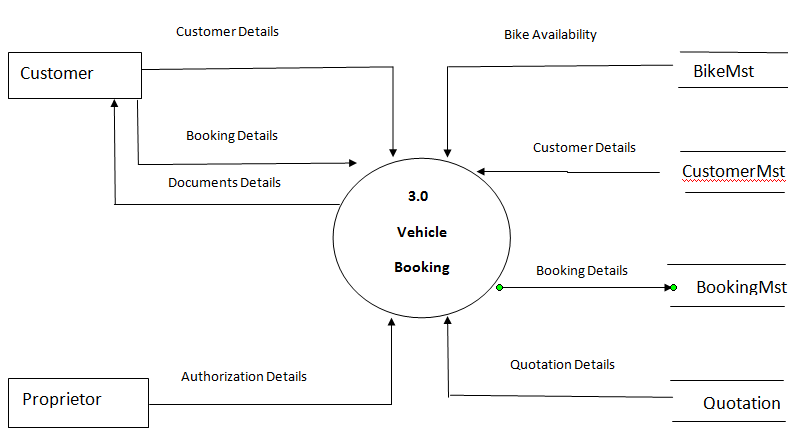 Customer Details
Bike Availability
Customer
BikeMst
Booking Details
Customer Details
Documents Details
CustomerMst
3.0
Vehicle
Booking
Booking Details
BookingMst
Authorization Details
Quotation Details
Proprietor
Quotation